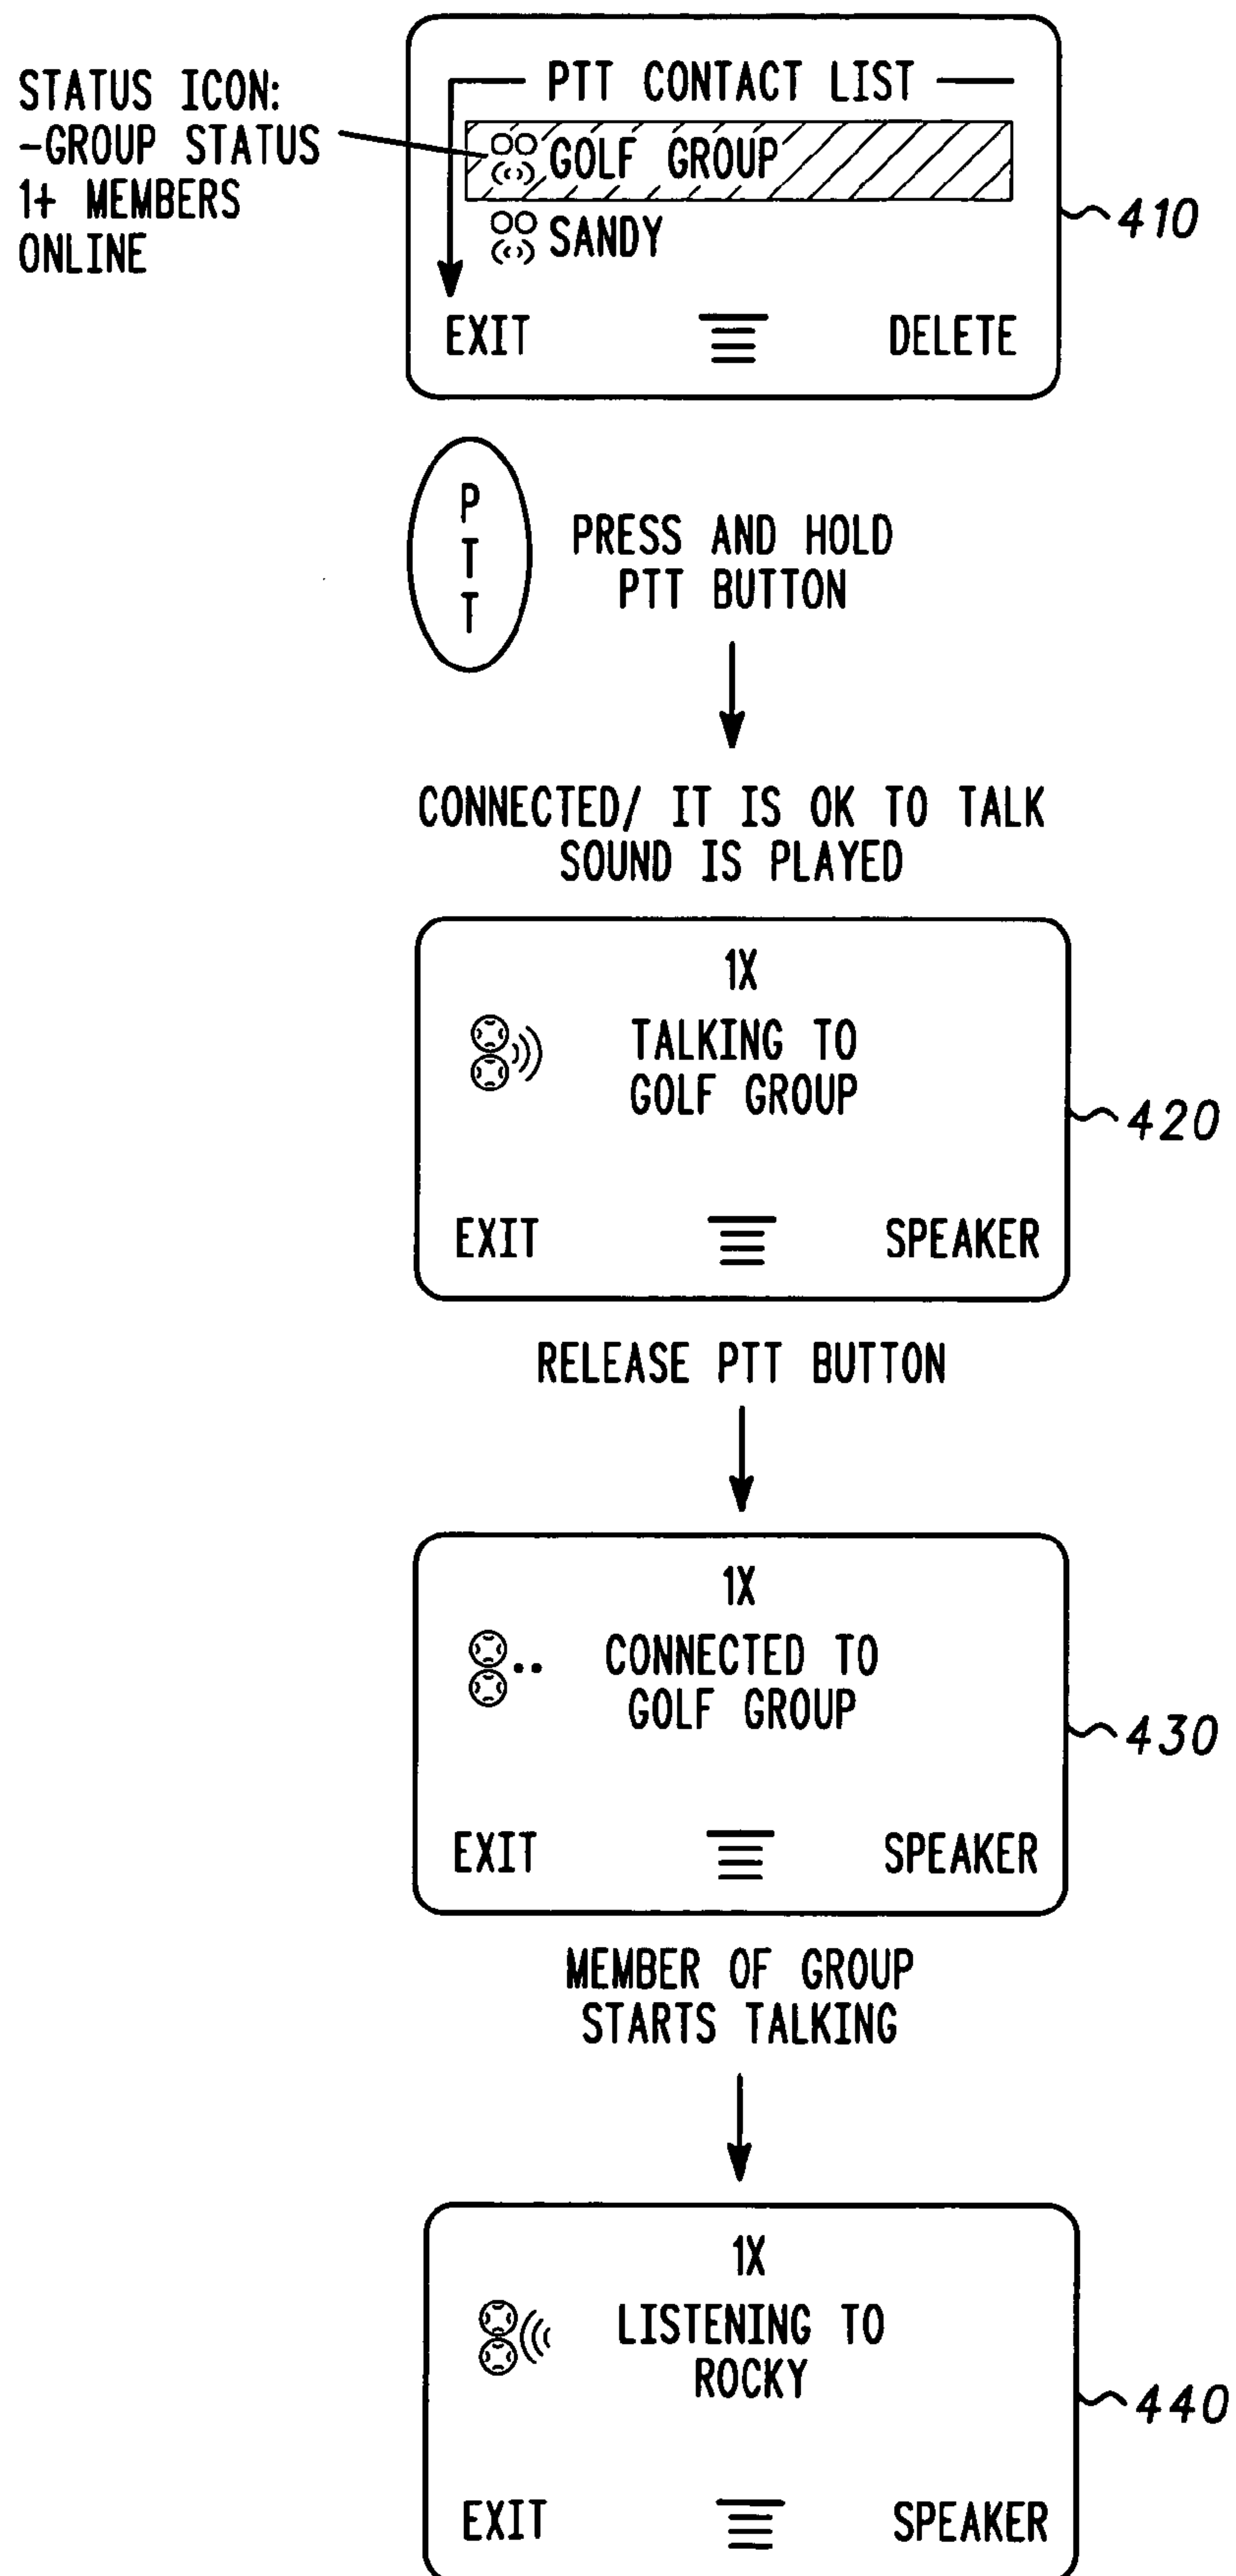 STATUS ICON:
-GROUP STATUS
1+ MEMBERS
ONLINE
PTT CONTACT LIST
GOLF GROUP
SANDY
EXIT
DELETE
410
PTT
PRESS AND HOLD
PTT BUTTON
CONNECTED/ IT IS OK TO TALK
SOUND IS PLAYED
1X
TALKING TO
GOLF GROUP
EXIT
SPEAKER
420
RELEASE PTT BUTTON
1X
CONNECTED TO
GOLF GROUP
EXIT
SPEAKER
430
MEMBER OF GROUP
STARTS TALKING
1X
LISTENING TO
ROCKY
EXIT
SPEAKER
440